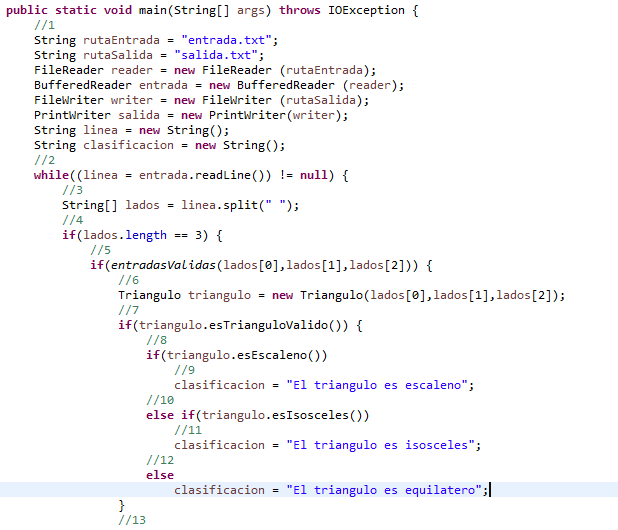 public static void main(String[] args) throws IOException {
//1
String rutaEntrada = "entrada.txt";
String rutaSalida = "salida.txt";
FileReader reader = new FileReader (rutaEntrada);
BufferedReader entrada = new BufferedReader (reader);
FileWriter writer = new FileWriter (rutaSalida);
PrintWriter salida = new PrintWriter(writer);
String linea = new String();
String clasificacion = new String();
//2
while((linea = entrada.readLine()) != null) {
//3
String[] lados = linea.split(" ");
//4
if(lados.length == 3) {
//5
if(entradasValidas(lados[0],lados[1],lados[2])) {
//6
Triangulo triangulo = new Triangulo(lados[0],lados[1],lados[2]);
//7
if(triangulo.esTrianguloValido()) {
//8
if(triangulo.esEscaleno())
//9
clasificacion = "El triangulo es escaleno";
//10
else if(triangulo.esIsosceles())
//11
clasificacion = "El triangulo es isosceles";
//12
else
clasificacion = "El triangulo es equilatero";
}
//13